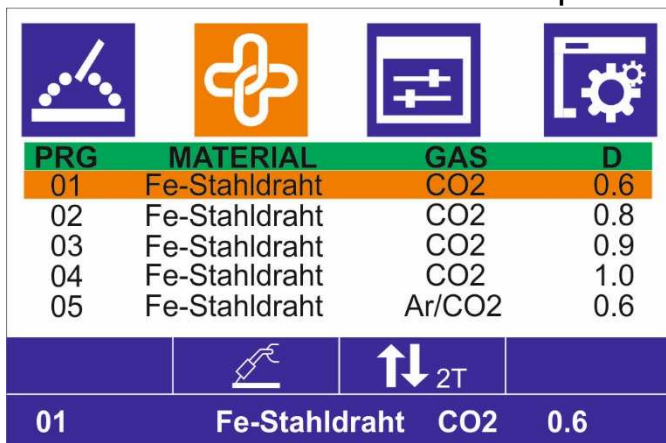 PRG MATERIAL GAS D
01 Fe-Stahldraht CO2 0.6
02 Fe-Stahldraht CO2 0.8
03 Fe-Stahldraht CO2 0.9
04 Fe-Stahldraht CO2 1.0
05 Fe-Stahldraht Ar/CO2 0.6
2T
01 Fe-Stahldraht CO2 0.6